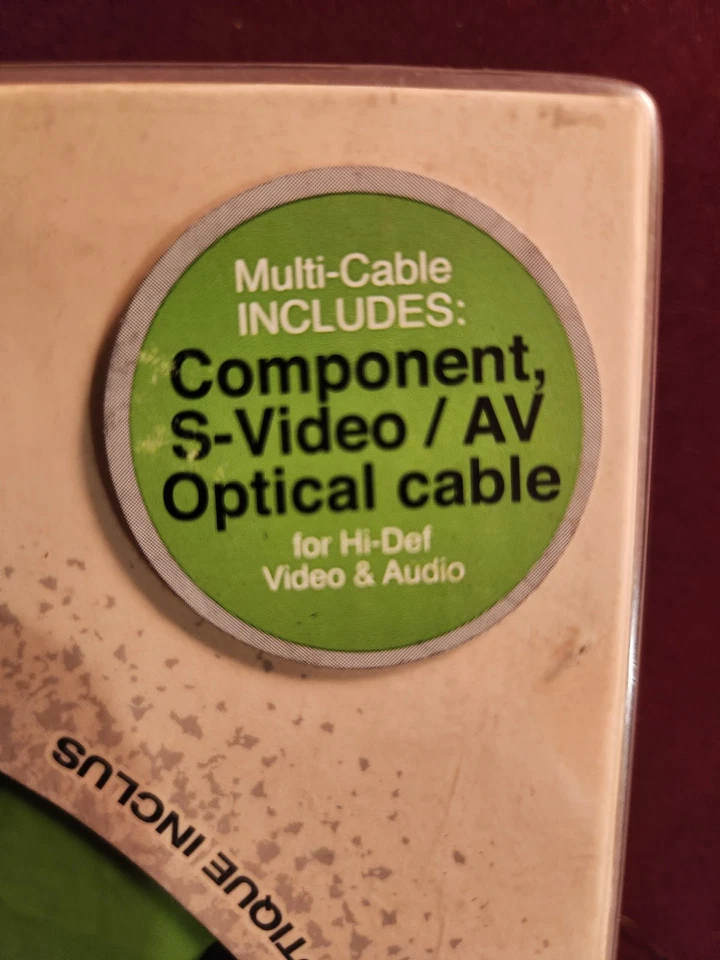 Multi-Cable
INCLUDES:
Component,
S-Video / AV
Optical cable
for Hi-Def
Video & Audio
TIQUE INCLUS